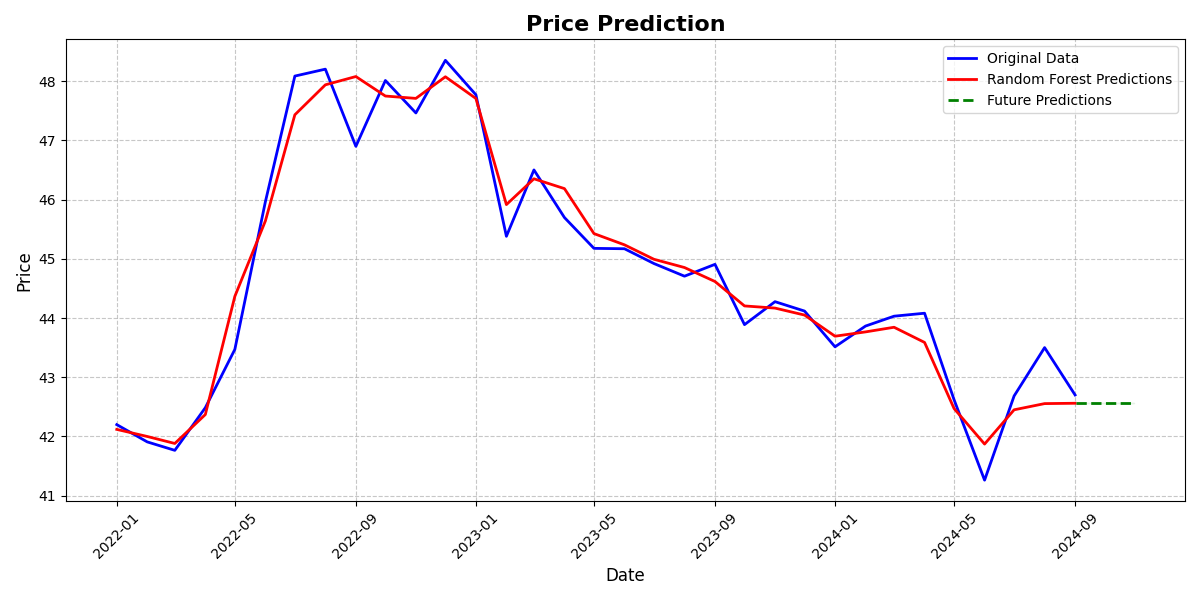 Price Prediction
Original Data
Random Forest Predictions
Future Predictions
Price
48
47
46
45
44
43
42
41
2022-01
2022-05
2022-09
2023-01
2023-05
2023-09
2024-01
2024-05
2024-09
Date